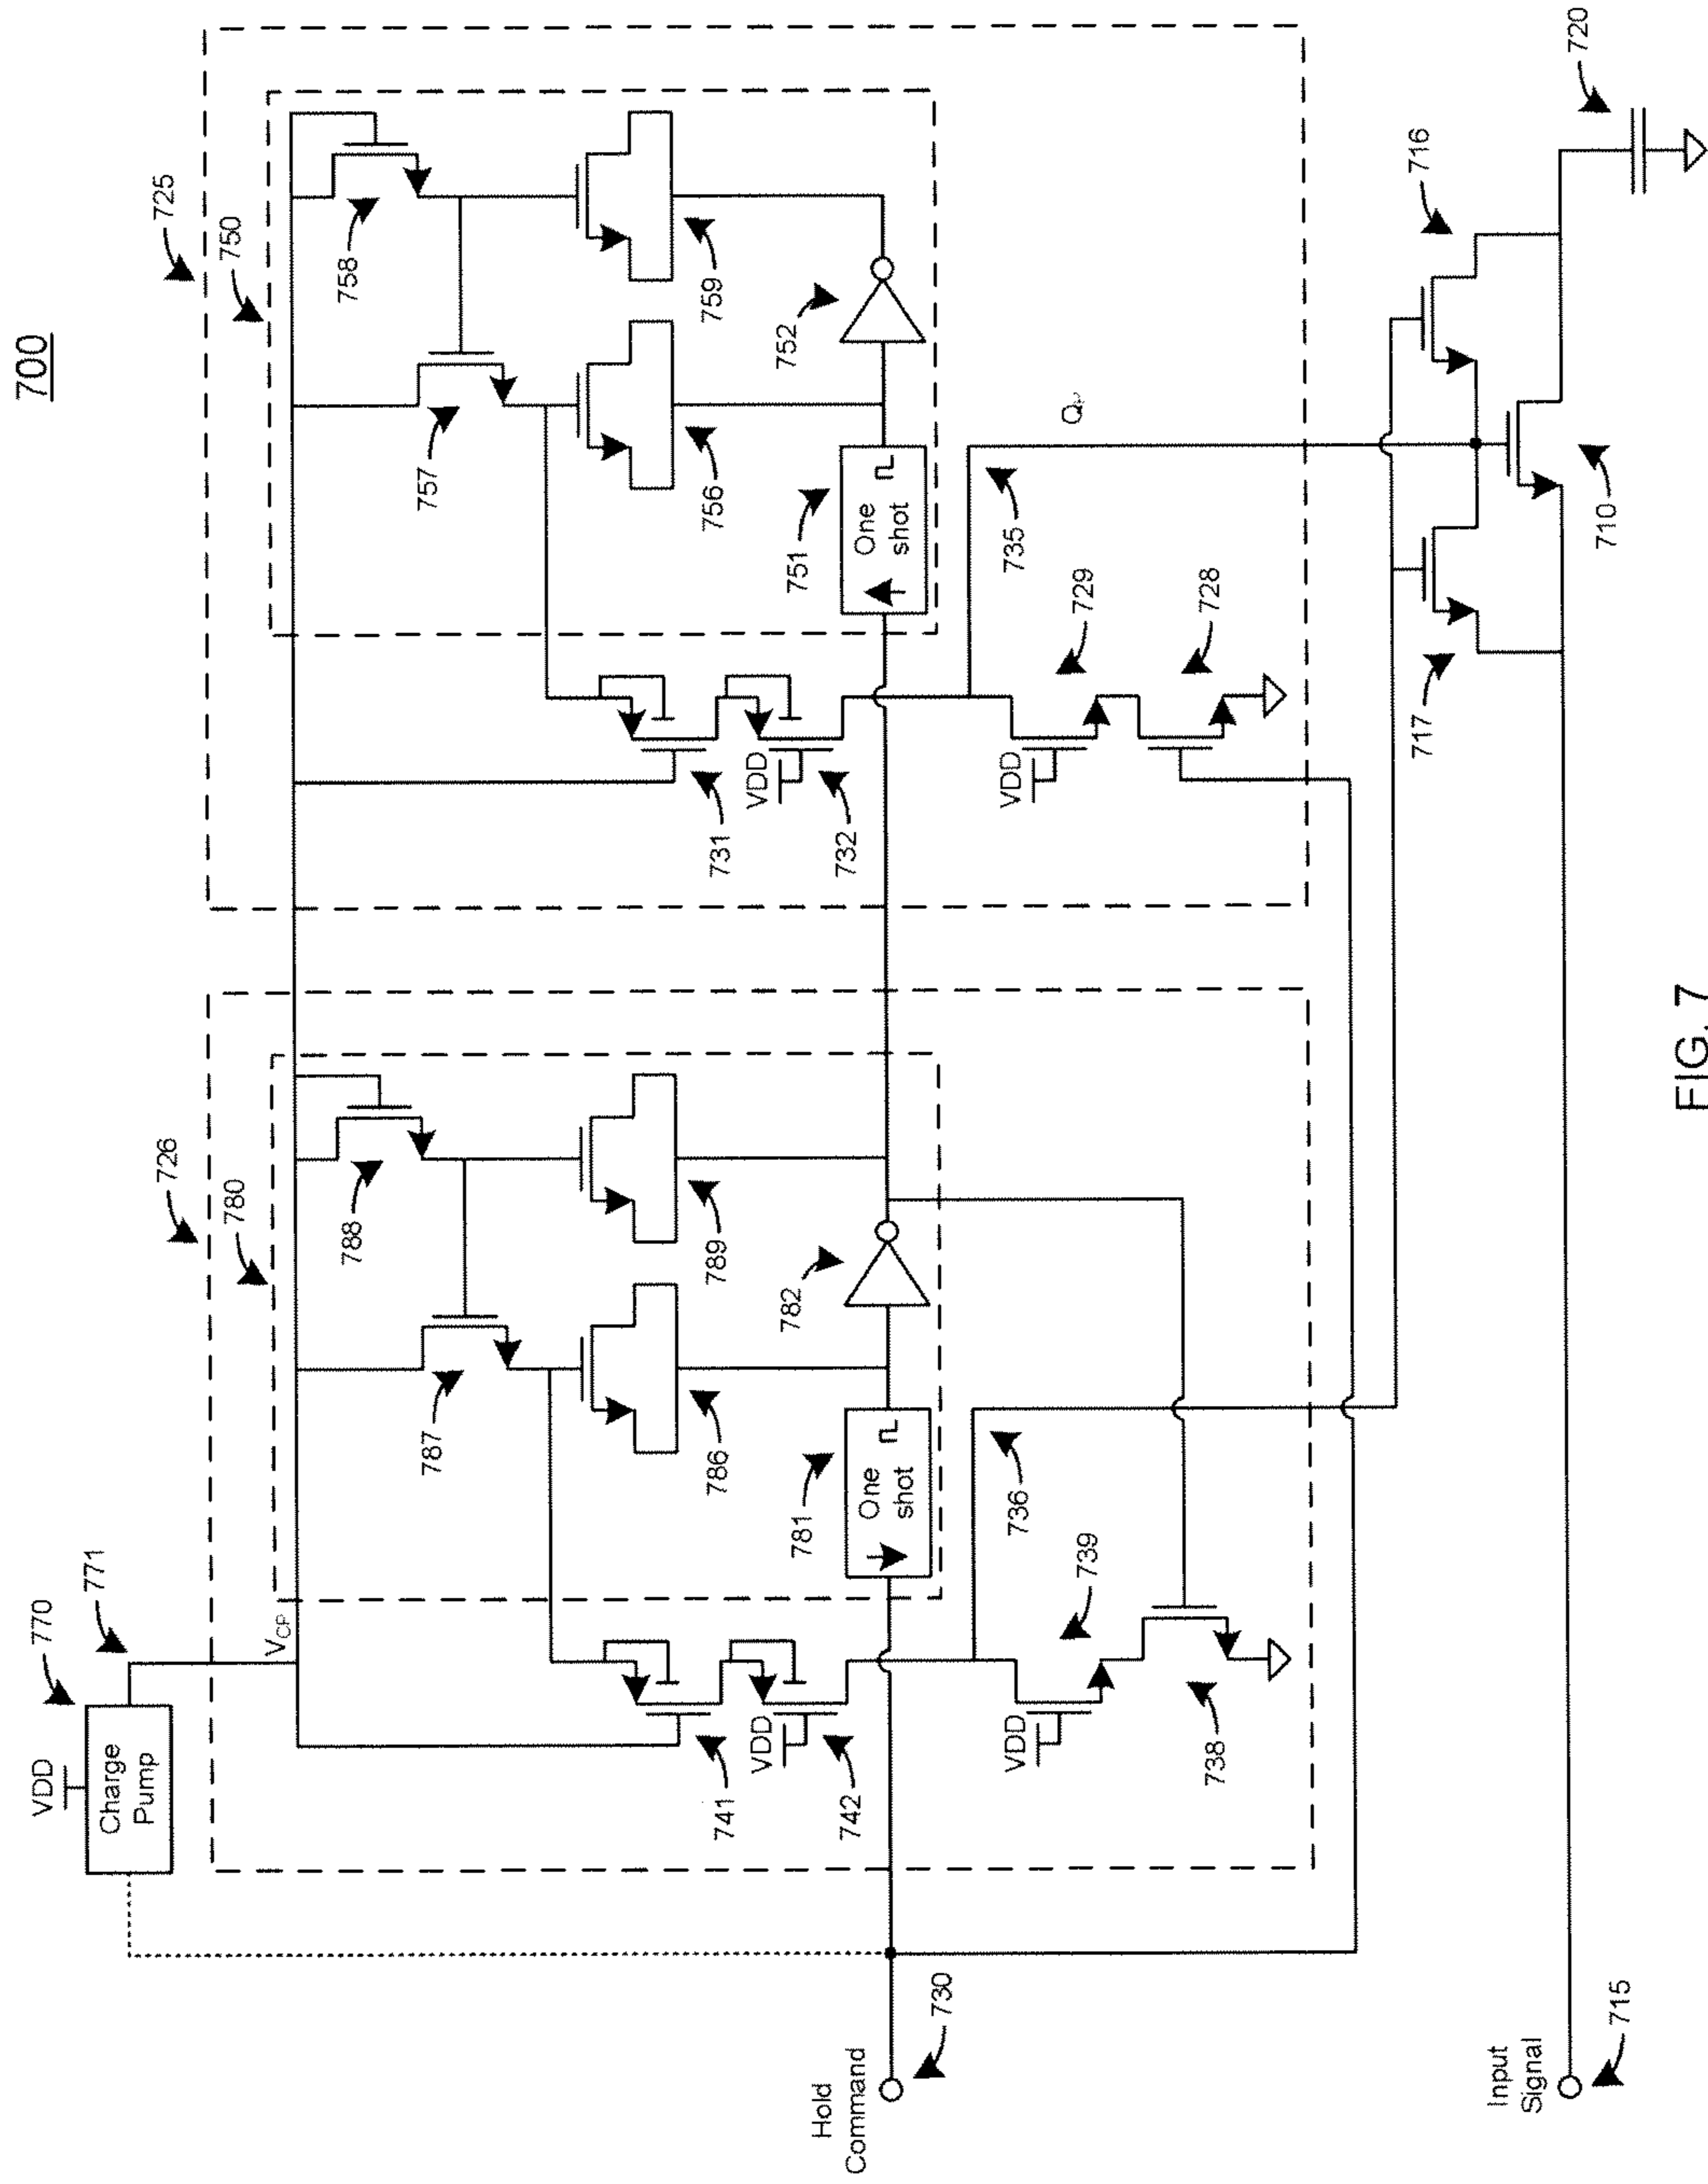 700
725
750
758
757
759
756
752
751
One
shot
731
VDD
732
735
Q
VDD
729
728
726
780
788
787
789
786
782
781
One
shot
VDD
770
771
Charge
Pump
VCP
741
VDD
742
736
VDD
739
738
Hold
Command
730
Input
Signal
715
717
710
716
720
FIG. 7